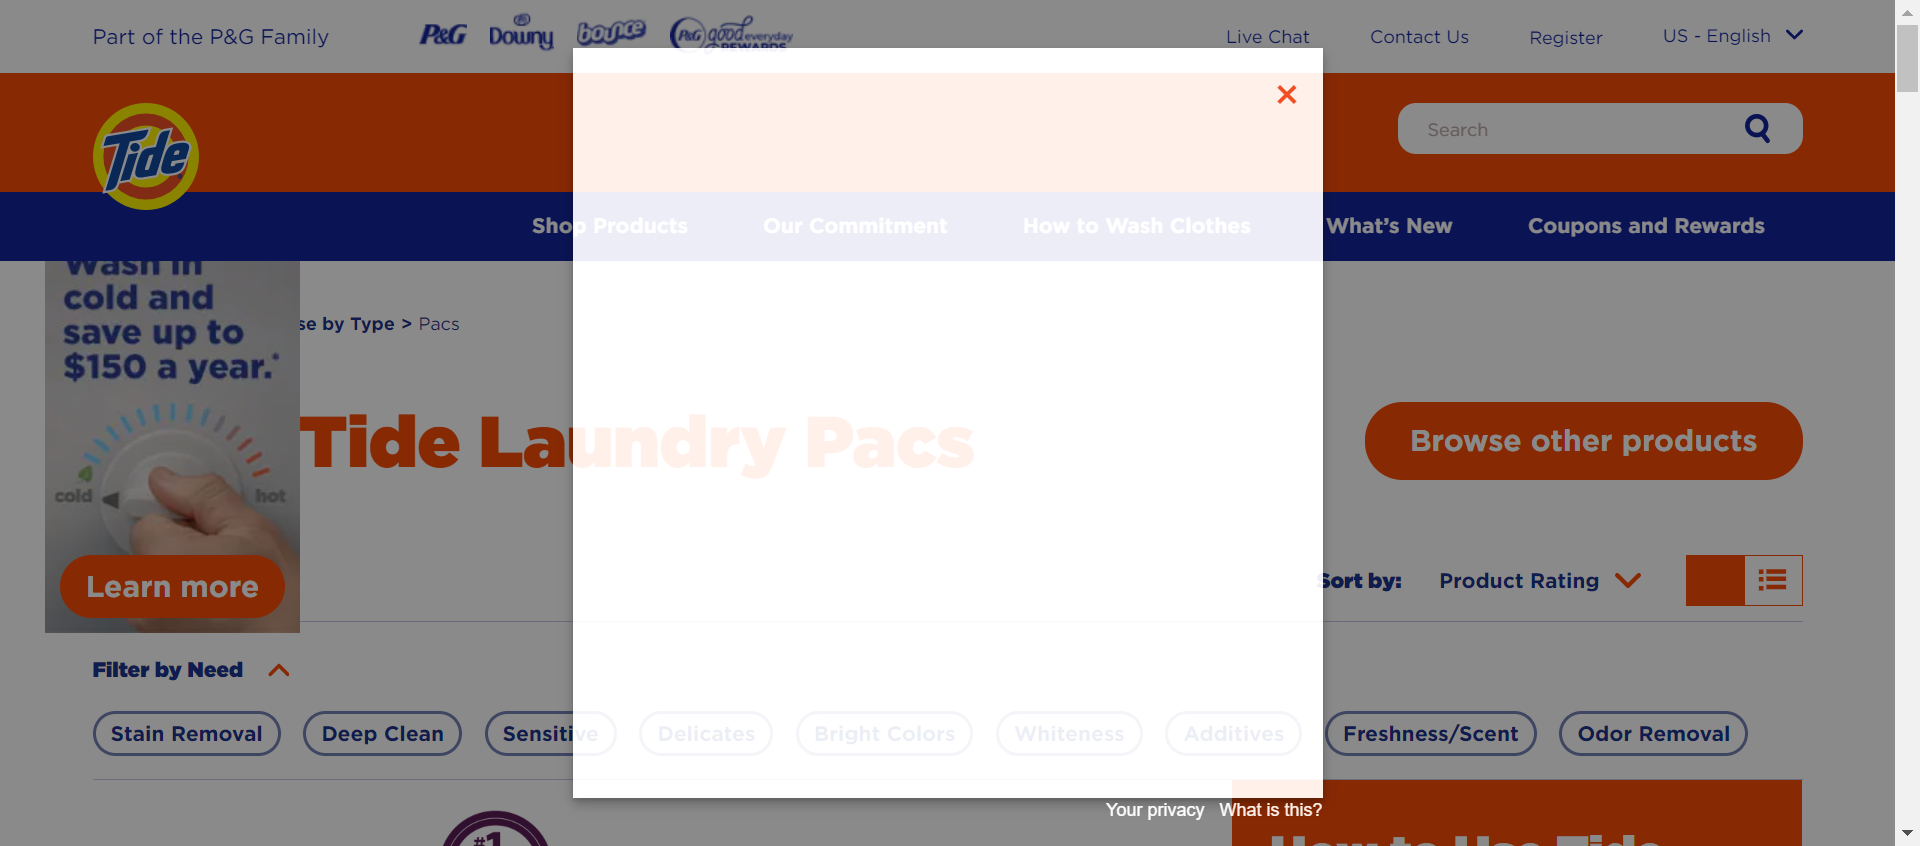 Part of the P&G Family
P&G
Downy
bounce
P&G good everyday
REWARDS
Live Chat
Contact Us
Register
US - English
Tide
Search
Shop Products
Our Commitment
How to Wash Clothes
What's New
Coupons and Rewards
Wash in
cold and
save up to
$150 a year.*
cold
hot
Learn more
se by Type > Pacs
Tide Laundry Pacs
Browse other products
Sort by:
Product Rating
Filter by Need
Stain Removal
Deep Clean
Sensitive
Delicates
Bright Colors
Whiteness
Additives
Freshness/Scent
Odor Removal
Your privacy
What is this?
#1
How to Use Tide